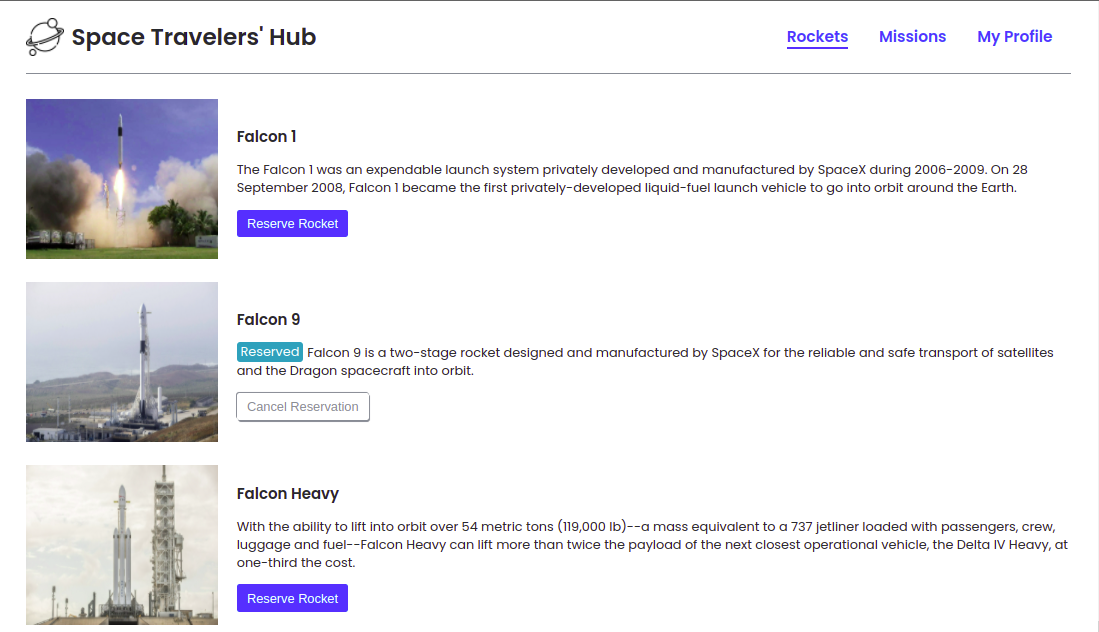 Space Travelers' Hub
Rockets Missions My Profile
Falcon 1
The Falcon 1 was an expendable launch system privately developed and manufactured by SpaceX during 2006-2009. On 28
September 2008, Falcon 1 became the first privately-developed liquid-fuel launch vehicle to go into orbit around the Earth.
Reserve Rocket
Falcon 9
Reserved Falcon 9 is a two-stage rocket designed and manufactured by SpaceX for the reliable and safe transport of satellites
and the Dragon spacecraft into orbit.
Cancel Reservation
Falcon Heavy
With the ability to lift into orbit over 54 metric tons (119,000 lb)--a mass equivalent to a 737 jetliner loaded with passengers, crew,
luggage and fuel--Falcon Heavy can lift more than twice the payload of the next closest operational vehicle, the Delta IV Heavy, at
one-third the cost.
Reserve Rocket